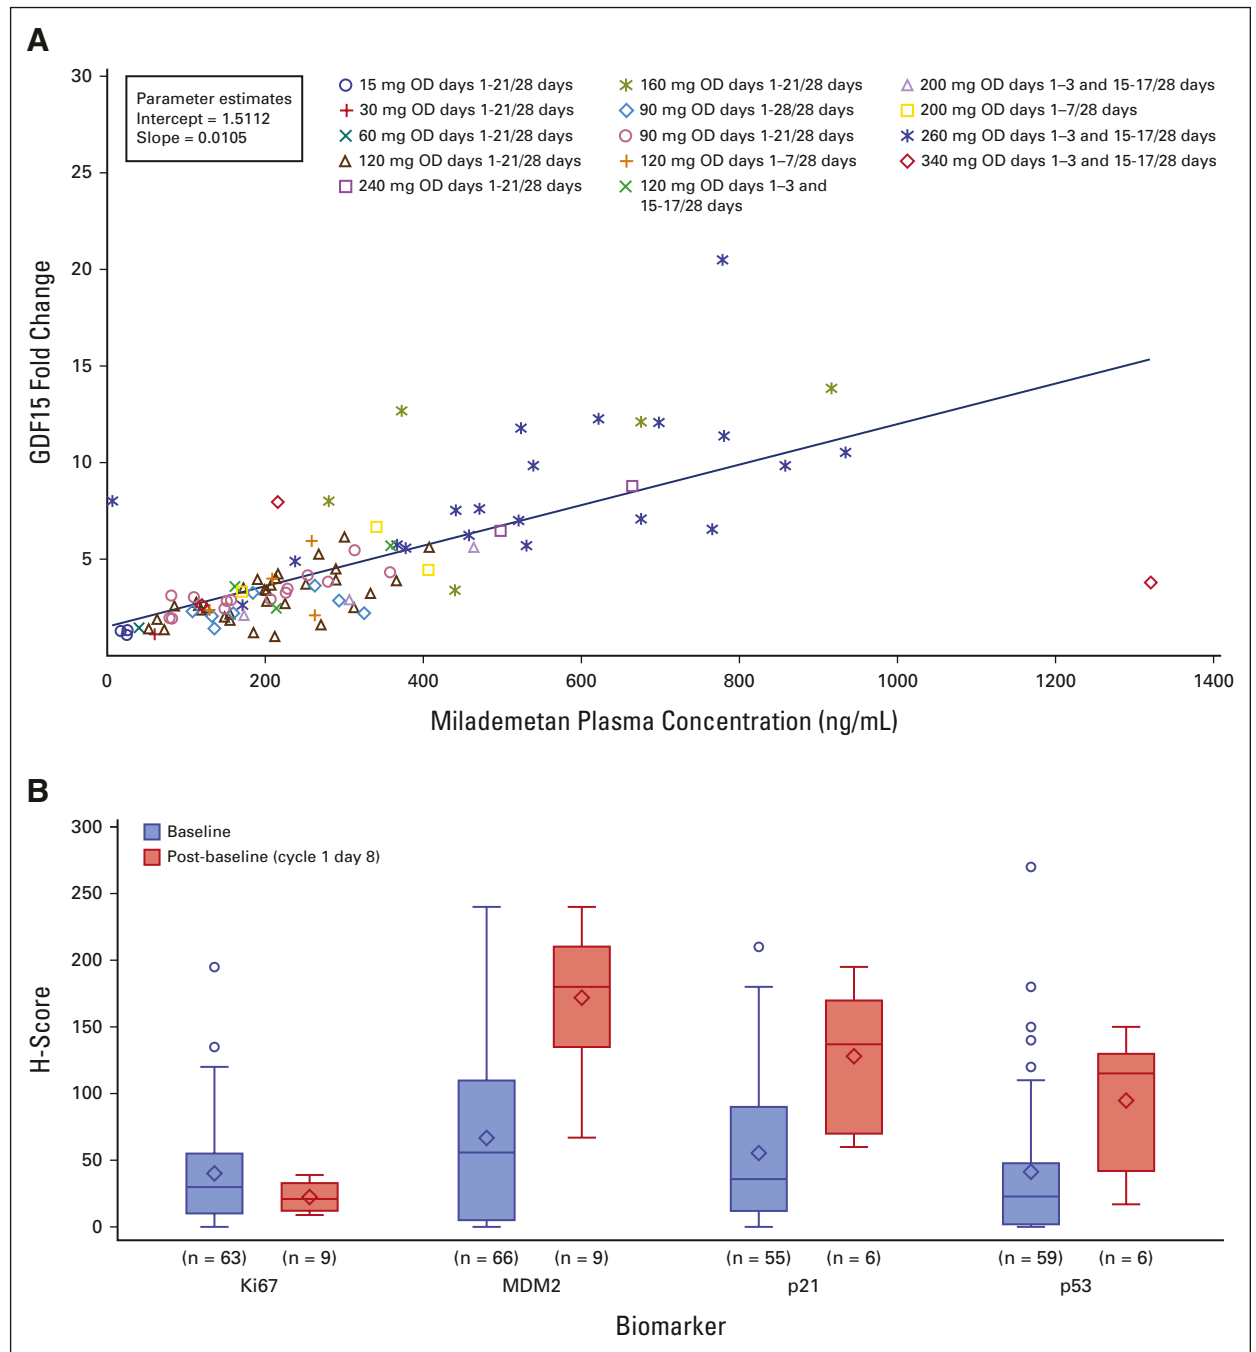 A
Parameter estimates
Intercept = 1.5112
Slope = 0.0105
15 mg OD days 1-21/28 days
30 mg OD days 1-21/28 days
60 mg OD days 1-21/28 days
120 mg OD days 1-21/28 days
240 mg OD days 1-21/28 days
160 mg OD days 1-21/28 days
90 mg OD days 1-28/28 days
90 mg OD days 1-21/28 days
120 mg OD days 1–7/28 days
120 mg OD days 1–3 and
15-17/28 days
200 mg OD days 1–3 and 15-17/28 days
200 mg OD days 1–7/28 days
260 mg OD days 1–3 and 15-17/28 days
340 mg OD days 1–3 and 15-17/28 days
GDF15 Fold Change
30
25
20
15
10
5
0 200 400 600 800 1000 1200 1400
Milademetan Plasma Concentration (ng/mL)
B
Baseline
Post-baseline (cycle 1 day 8)
H-Score
300
250
200
150
100
50
0
(n = 63) (n = 9) (n = 66) (n = 9) (n = 55) (n = 6) (n = 59) (n = 6)
Ki67 MDM2 p21 p53
Biomarker